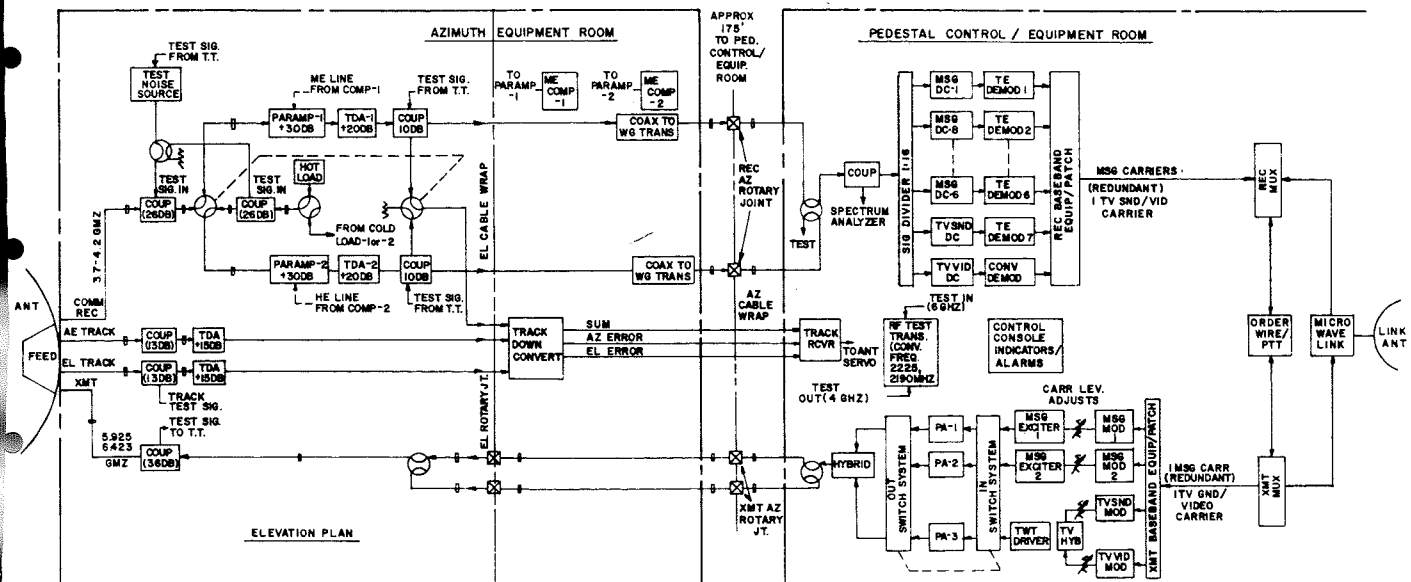 AZIMUTH EQUIPMENT ROOM
APPROX
175'
TO PED.
CONTROL/
EQUIP.
ROOM
PEDESTAL CONTROL / EQUIPMENT ROOM
TEST SIG.
FROM T.T.
TEST
NOISE
SOURCE
ME LINE
FROM COMP-1
TEST SIG.
FROM T.T.
TO
PARAMP
-1
ME
COMP
-1
TO
PARAMP
-2
ME
COMP
-2
PARAMP-1
+30DB
TDA-1
+20DB
COUP
10DB
COAX TO
WG TRANS
TEST
SIG. IN
COUP
(26DB)
TEST
SIG. IN
COUP
(26DB)
HOT
LOAD
FROM COLD
LOAD-1or-2
3.7-4.2 GMZ
EL CABLE WRAP
REC
AZ
ROTARY
JOINT
PARAMP-2
+30DB
TDA-2
+20DB
COUP
10DB
COAX TO
WG TRANS
HE LINE
FROM COMP-2
TEST SIG.
FROM T.T.
AZ
CABLE
WRAP
COUP
SPECTRUM
ANALYZER
TEST
SIG DIVIDER 1:16
MSG
DC-1
TE
DEMOD 1
MSG
DC-8
TE
DEMOD 2
MSG
DC-6
TE
DEMOD 6
TV SND
DC
TE
DEMOD 7
TV VID
DC
CONV
DEMOD
REC BASEBAND
EQUIP/PATCH
MSG CARRIERS
(REDUNDANT)
1 TV SND/VID
CARRIER
REC
MUX
ANT
FEED
COMM
REC
AE TRACK
EL TRACK
XMT
COUP
(13DB)
TDA
+15DB
COUP
(13DB)
TDA
+15DB
TRACK
TEST SIG.
TEST SIG.
TO T.T.
5.925
6.423
GMZ
COUP
(36DB)
TRACK
DOWN
CONVERT
SUM
AZ ERROR
EL ERROR
TRACK
RCVR
TO ANT
SERVO
TEST IN
(6GHZ)
RF TEST
TRANS.
(CONV.
FREQ.
2225,
2190MHZ
TEST
OUT(4 GHZ)
CONTROL
CONSOLE
INDICATORS/
ALARMS
ORDER
WIRE/
PTT
MICRO
WAVE
LINK
LINK
ANT
EL ROTARY JT.
XMT AZ
ROTARY
JT.
HYBRID
OUT
SWITCH SYSTEM
PA-1
PA-2
PA-3
IN
SWITCH SYSTEM
CARR LEV.
ADJUSTS
MSG
EXCITER
1
MSG
MOD
1
MSG
EXCITER
2
MSG
MOD
2
TWT
DRIVER
TV
HYB
TVSND
MOD
TV VID
MOD
XMT BASEBAND EQUIP/PATCH
1 MSG CARR
(REDUNDANT)
1TV GND/
VIDEO
CARRIER
XMT
MUX
ELEVATION PLAN